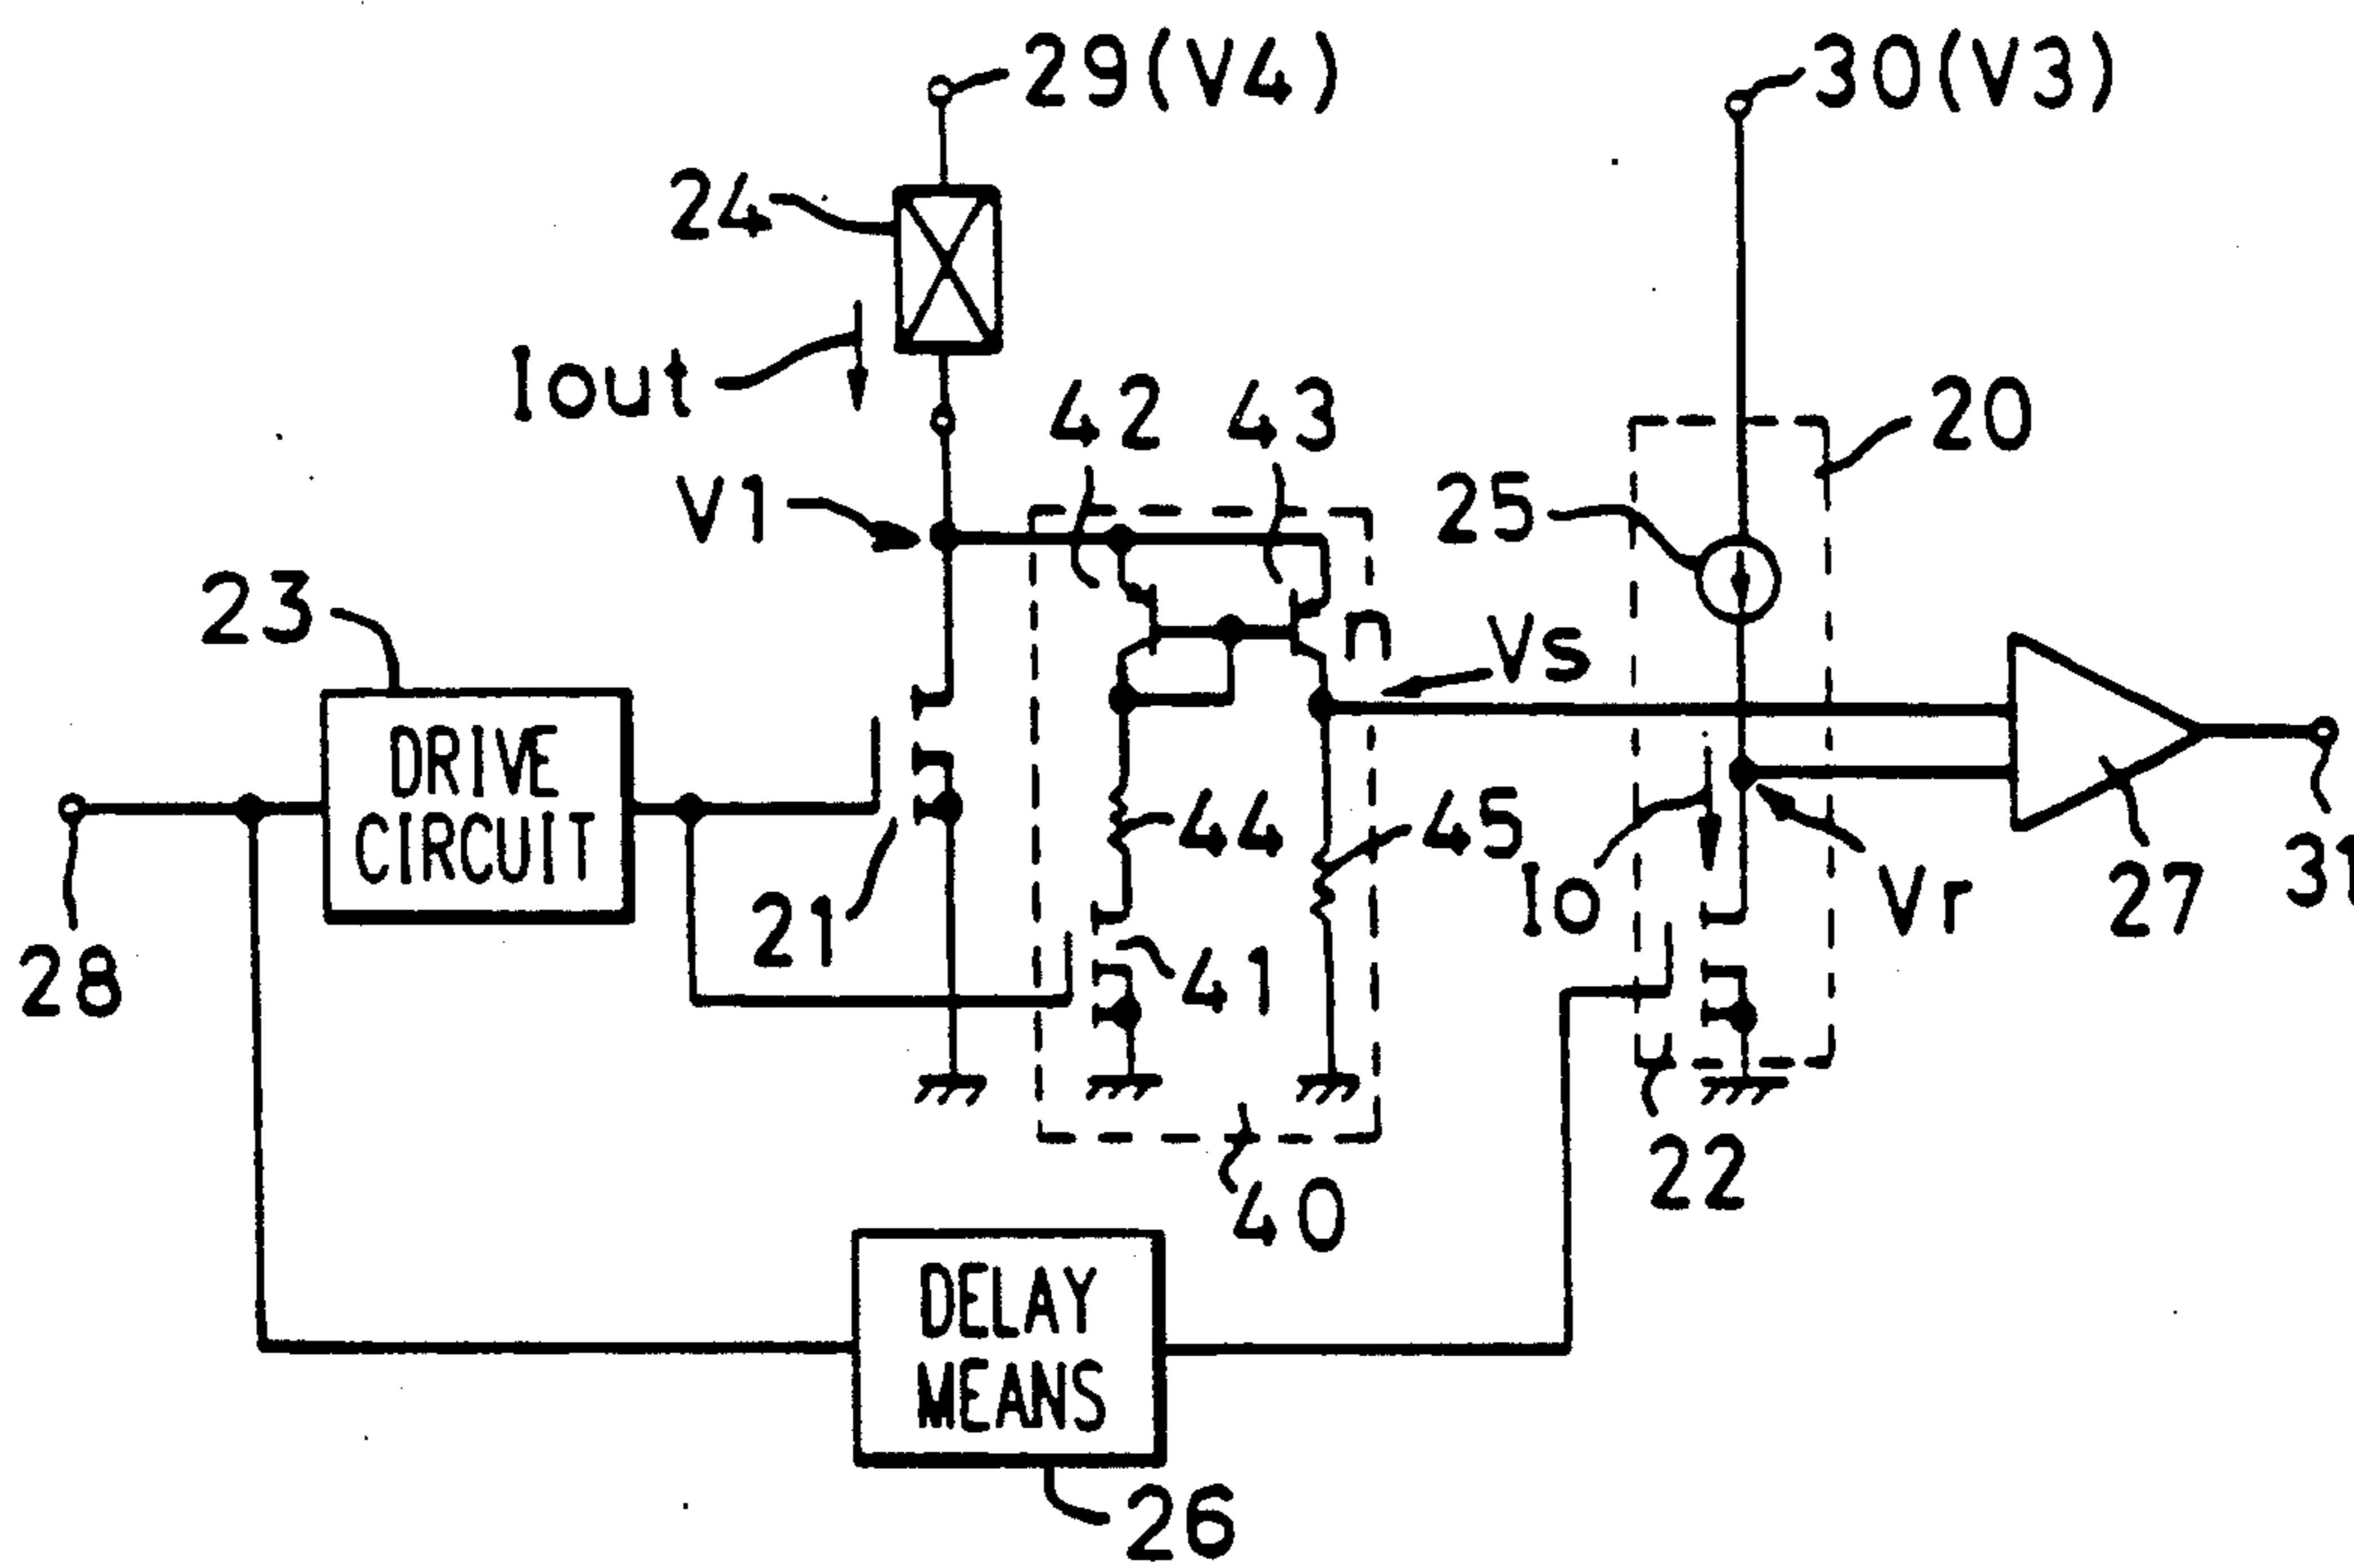 29(V4)
30(V3)
24
Iout
42
43
20
V1
25
23
n
Vs
DRIVE
CIRCUIT
44
45
21
Io
Vr
27
31
28
41
22
40
DELAY
MEANS
26